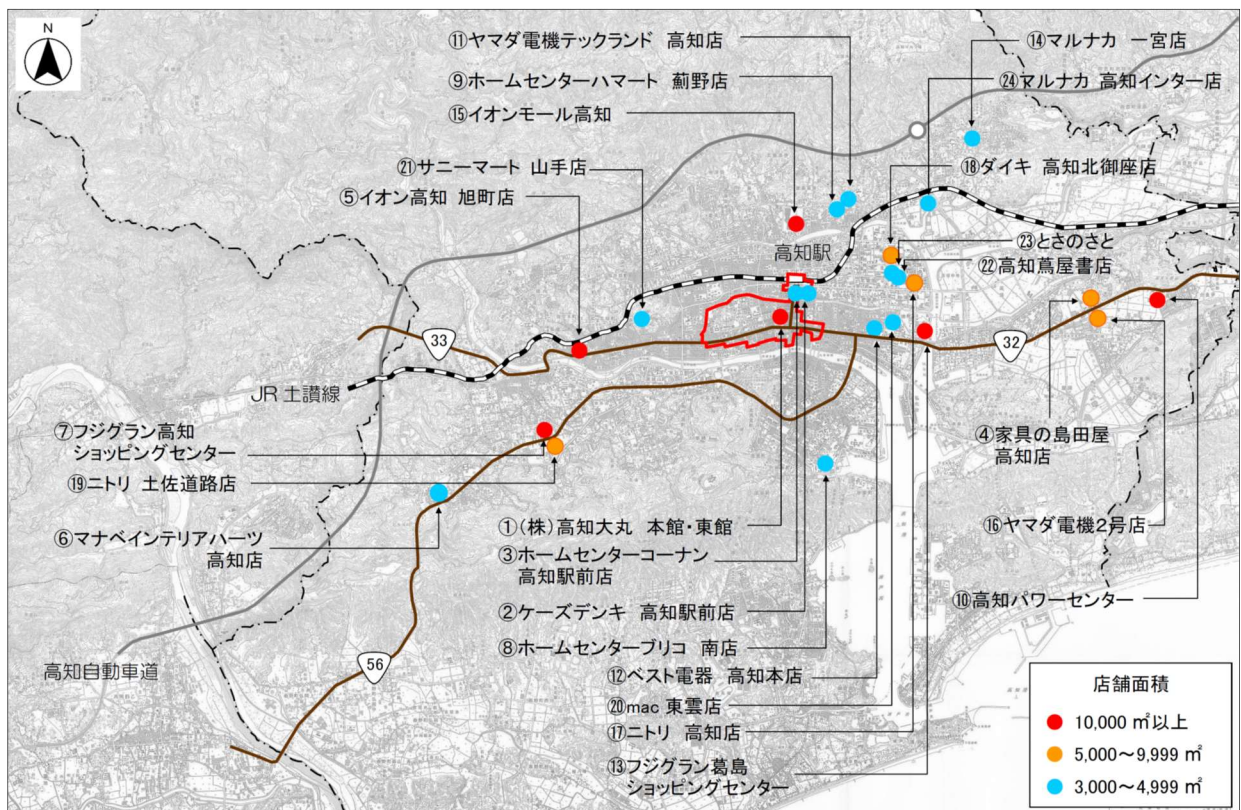 N
⑪ヤマダ電機テックランド 高知店
⑨ホームセンターハマート 薊野店
⑮イオンモール高知
㉑サニーマート 山手店
⑤イオン高知 旭町店
⑭マルナカ 一宮店
㉔マルナカ 高知インター店
⑱ダイキ 高知北御座店
高知駅
㉓とさのさと
㉒高知蔦屋書店
33
32
JR土讃線
⑦フジグラン高知
ショッピングセンター
⑲ニトリ 土佐道路店
⑥マナベインテリアハーツ
高知店
④家具の島田屋
高知店
①(株)高知大丸 本館・東館
③ホームセンターコーナン
高知駅前店
⑯ヤマダ電機2号店
②ケーズデンキ 高知駅前店
⑩高知パワーセンター
⑧ホームセンターブリコ 南店
高知自動車道
56
⑫ベスト電器 高知本店
⑳mac 東雲店
⑰ニトリ 高知店
⑬フジグラン葛島
ショッピングセンター
店舗面積
10,000 ㎡以上
5,000～9,999 ㎡
3,000～4,999 ㎡